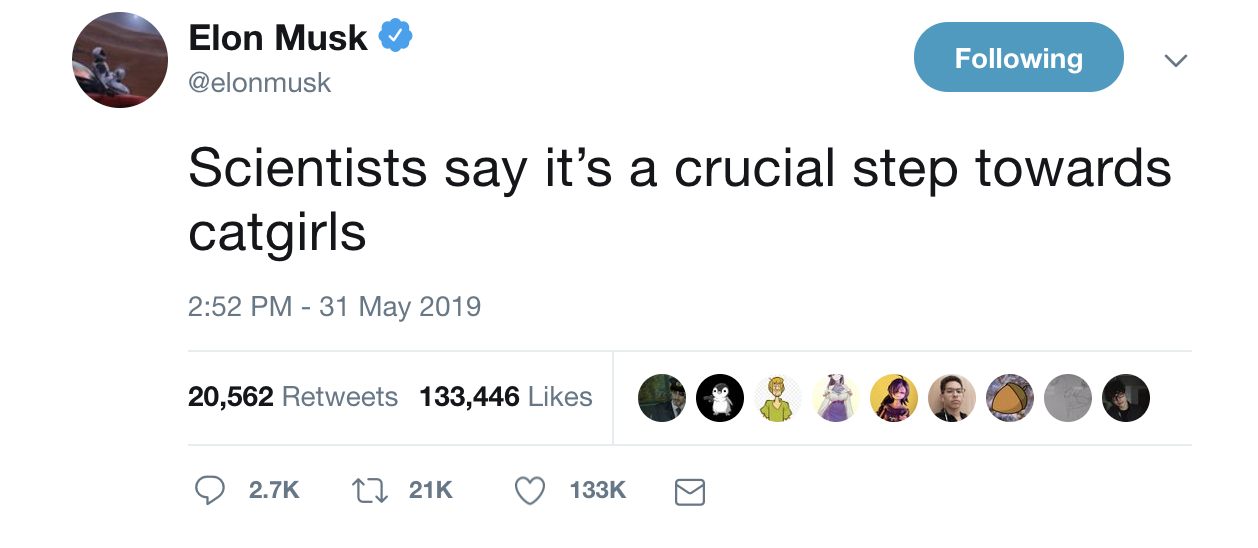 Elon Musk
@elonmusk
Following
Scientists say it’s a crucial step towards
catgirls
2:52 PM - 31 May 2019
20,562 Retweets 133,446 Likes
2.7K 21K 133K